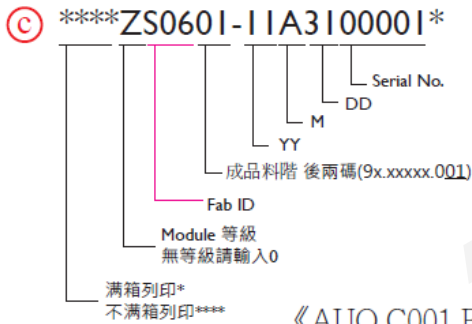 © ****ZS0601-11A3100001*
Serial No.
DD
M
YY
成品料階 後兩碼(9x.xxxxx.001)
Fab ID
Module 等級
無等級請輸入0
滿箱列印*
不滿箱列印****
《AUO C001